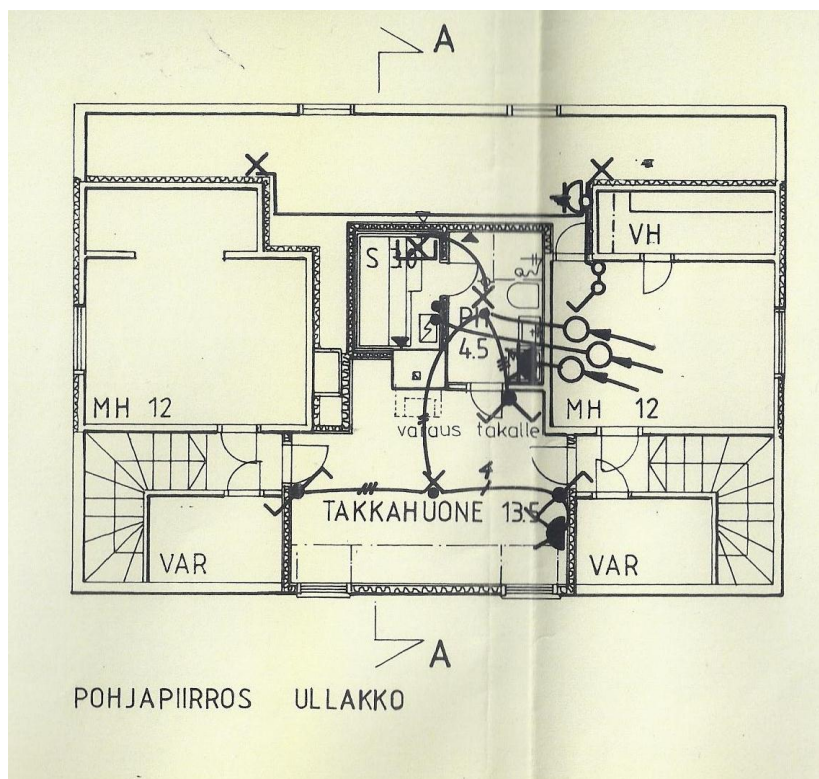 A
VH
S 3.0
PH
4.5
MH 12
MH 12
varaus takalle
4
TAKKAHUONE 13.5
VAR
VAR
A
POHJAPIIRROS ULLAKKO